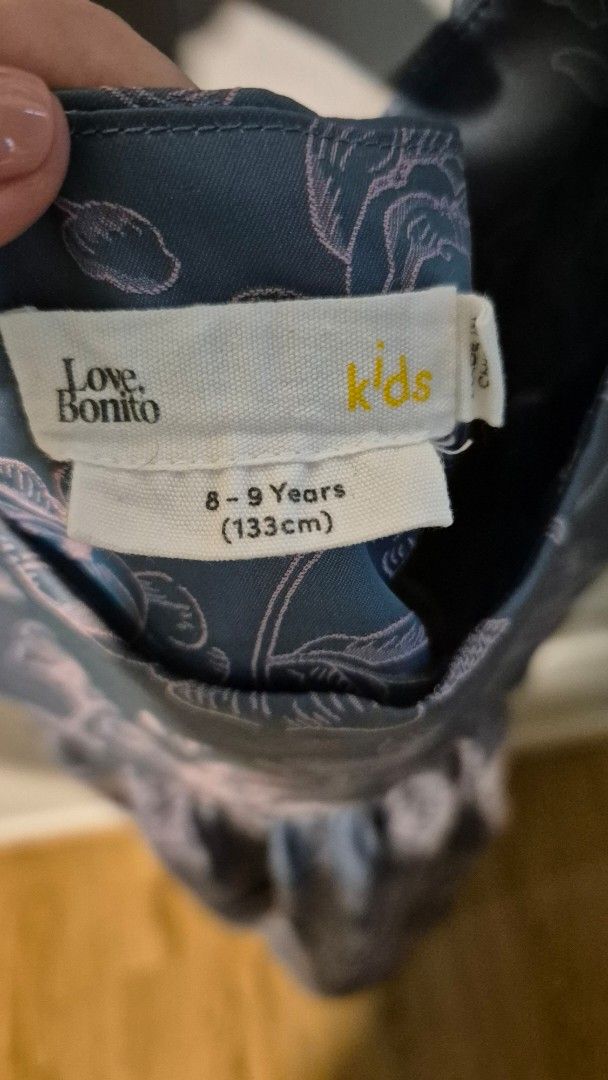 Love,
Bonito
kids
8 - 9 Years
(133cm)